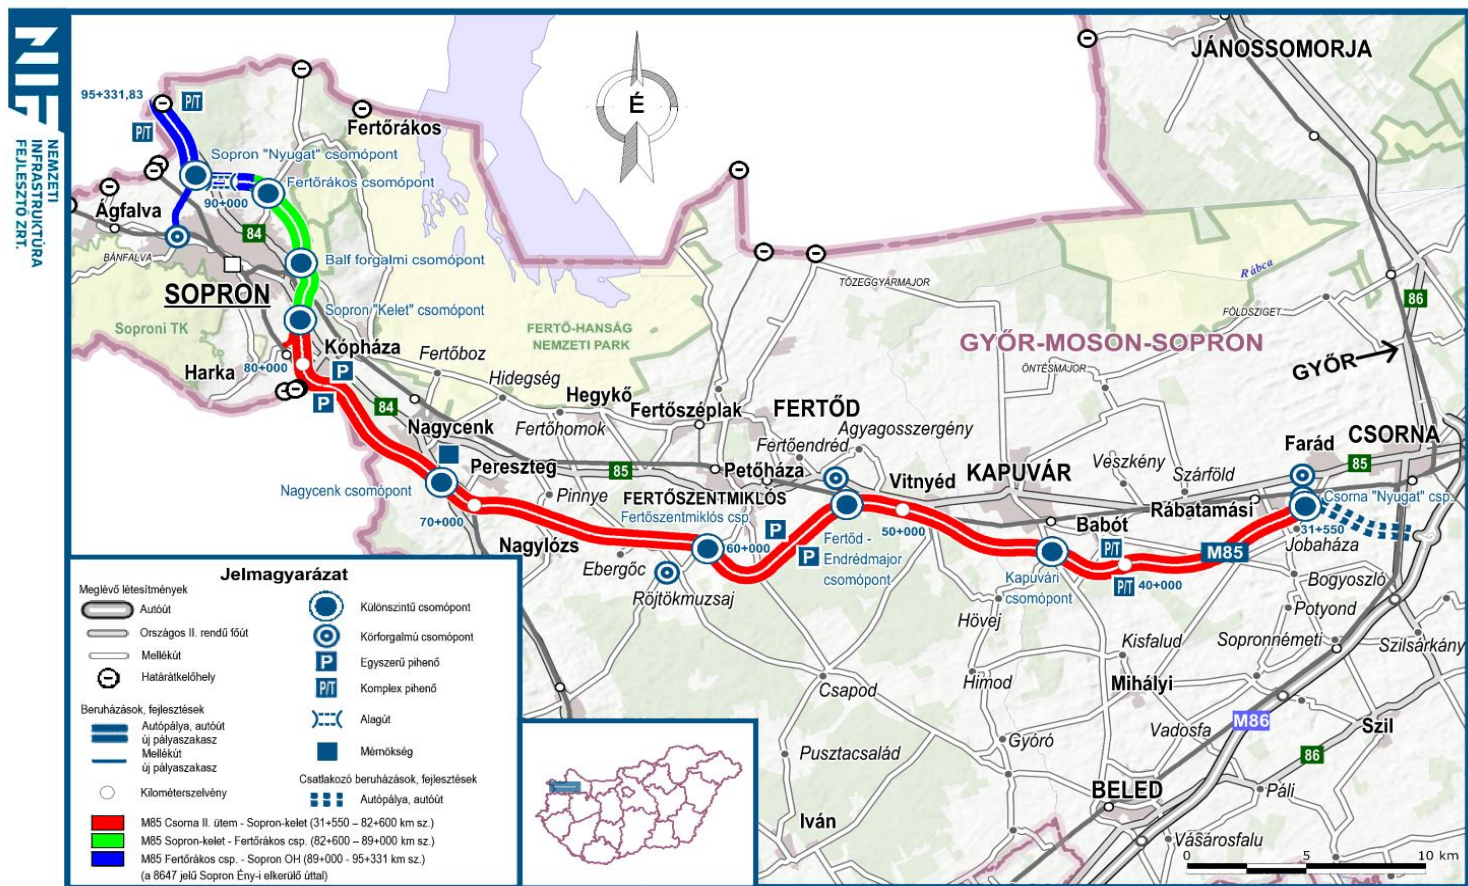 NIF
NEMZETI
INFRASTRUKTÚRA
FEJLESZTŐ ZRT.
JÁNOSSOMORJA
É
95+331,83
P/T
P/T
Fertőrákos
Sopron "Nyugat" csomópont
Fertőrákos csomópont
90+000
Ágfalva
84
BÁNFALVA
Balf forgalmi csomópont
SOPRON
Sopron "Kelet" csomópont
Soproni TK
FERTŐ-HANSÁG
NEMZETI PARK
TŐZEGGYÁRMAJOR
Rábca
86
FÖLDSZIGET
GYŐR-MOSON-SOPRON
GYŐR
ÖNTÉSMAJOR
Kópháza
80+000
Harka
P
P
Fertőboz
Hidegség
Hegykő
Fertőhomok
Fertőszéplak
FERTŐD
84
Nagycenk
Agyagosszergény
Fertőendréd
Farád
CSORNA
85
Pereszteg
85
Petőháza
Vitnyéd
KAPUVÁR
Vészkény
Szárföld
Nagycenk csomópont
Pinnye
FERTŐSZENTMIKLÓS
Fertőszentmiklós csp.
Rábatamási
Csorna "Nyugat" csp.
70+000
50+000
Babót
31+550
Nagylózs
60+000
P
P
Fertőd -
Endrédmajor
csomópont
P/T
M85
Jobaháza
Ebergőc
Kapuvári
csomópont
P/T
40+000
Bogyoszló
Röjtökmuzsaj
Hövej
Potyond
Kisfalud
Sopronnémeti
Szilsárkány
Csapod
Himod
Mihályi
M86
Vadosfa
Szil
Gyóró
Pusztacsalád
86
BELED
Páli
Iván
Vásárosfalu
0
5
10 km
Jelmagyarázat
Meglévő létesítmények
Autóút
Országos II. rendű főút
Mellékút
Határátkelőhely
Beruházások, fejlesztések
Autópálya, autóút
új pályaszakasz
Mellékút
új pályaszakasz
Kilométerszelvény
Különszintű csomópont
Körforgalmú csomópont
P
Egyszerű pihenő
P/T
Komplex pihenő
Alagút
Mérnökség
Csatlakozó beruházások, fejlesztések
Autópálya, autóút
M85 Csorna II. ütem - Sopron-kelet (31+550 – 82+600 km sz.)
M85 Sopron-kelet - Fertőrákos csp. (82+600 – 89+000 km sz.)
M85 Fertőrákos csp. - Sopron OH (89+000 - 95+331 km sz.)
(a 8647 jelű Sopron Ény-i elkerülő úttal)